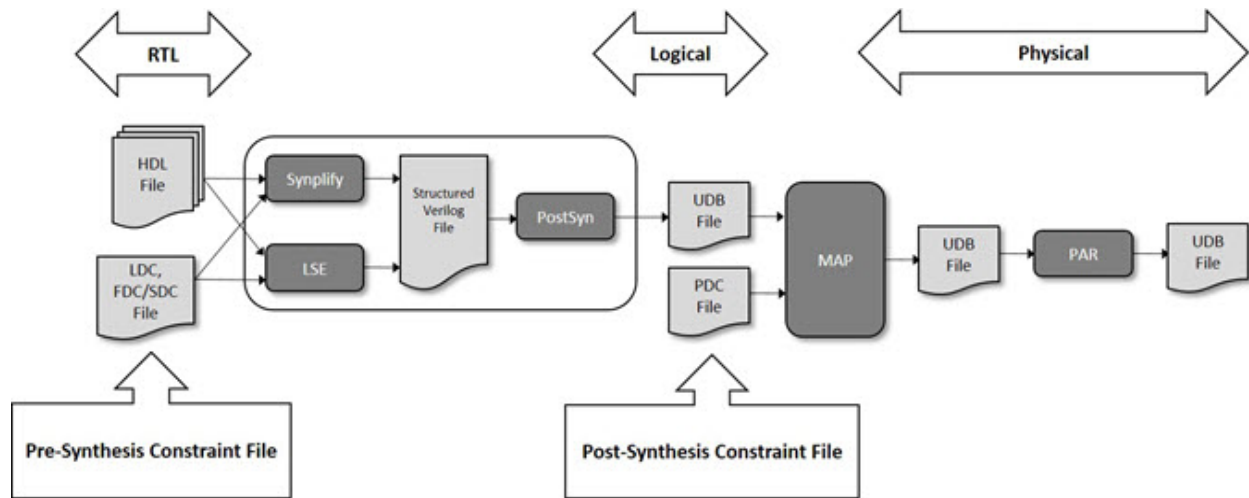 RTL
Logical
Physical
HDL
File
Synplify
Structured
Verilog
File
PostSyn
LSE
LDC,
FDC/SDC
File
UDB
File
PDC
File
MAP
UDB
File
PAR
UDB
File
Pre-Synthesis Constraint File
Post-Synthesis Constraint File